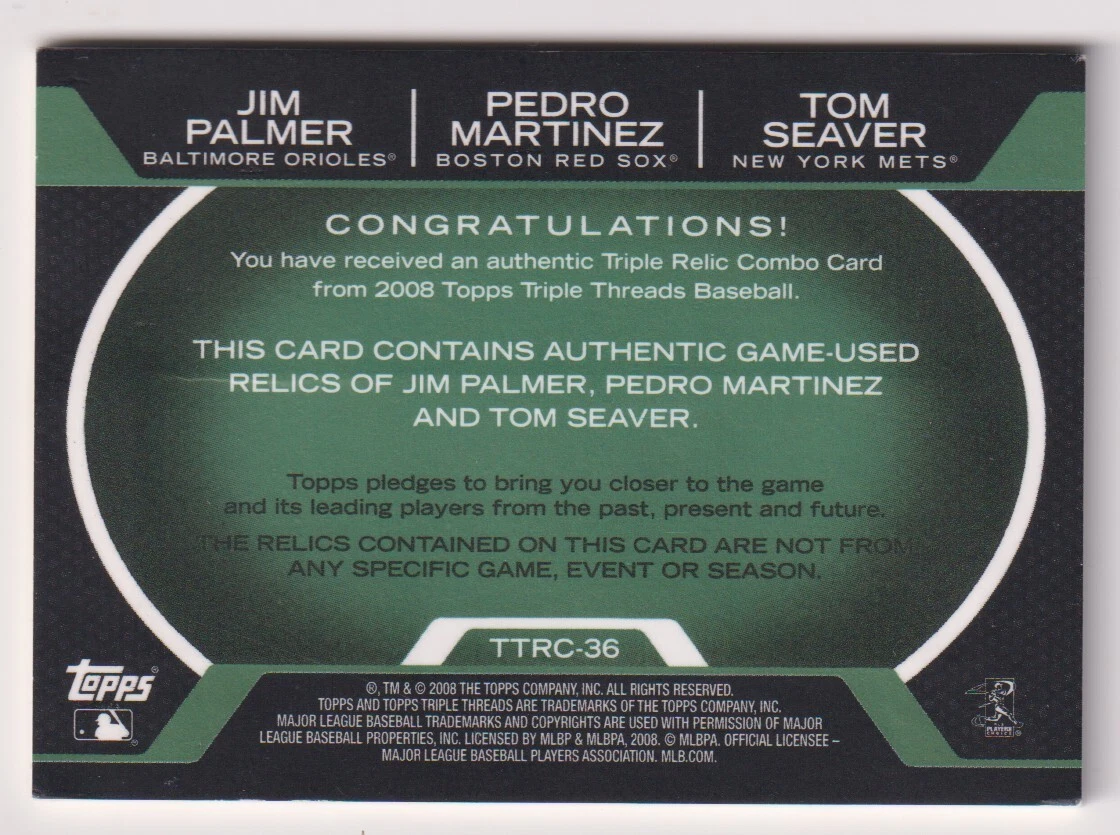 JIM
PALMER
BALTIMORE ORIOLES®
PEDRO
MARTINEZ
BOSTON RED SOX®
TOM
SEAVER
NEW YORK METS®
CONGRATULATIONS!
You have received an authentic Triple Relic Combo Card
from 2008 Topps Triple Threads Baseball.
THIS CARD CONTAINS AUTHENTIC GAME-USED
RELICS OF JIM PALMER, PEDRO MARTINEZ
AND TOM SEAVER.
Topps pledges to bring you closer to the game
and its leading players from the past, present and future.
THE RELICS CONTAINED ON THIS CARD ARE NOT FROM
ANY SPECIFIC GAME, EVENT OR SEASON.
TTRC-36
Topps®
®, TM & © 2008 THE TOPPS COMPANY, INC. ALL RIGHTS RESERVED.
TOPPS AND TOPPS TRIPLE THREADS ARE TRADEMARKS OF THE TOPPS COMPANY, INC.
MAJOR LEAGUE BASEBALL TRADEMARKS AND COPYRIGHTS ARE USED WITH PERMISSION OF MAJOR
LEAGUE BASEBALL PROPERTIES, INC. LICENSED BY MLBP & MLBPA, 2008. © MLBPA. OFFICIAL LICENSEE –
MAJOR LEAGUE BASEBALL PLAYERS ASSOCIATION. MLB.COM.
PLAYERS
CHOICE